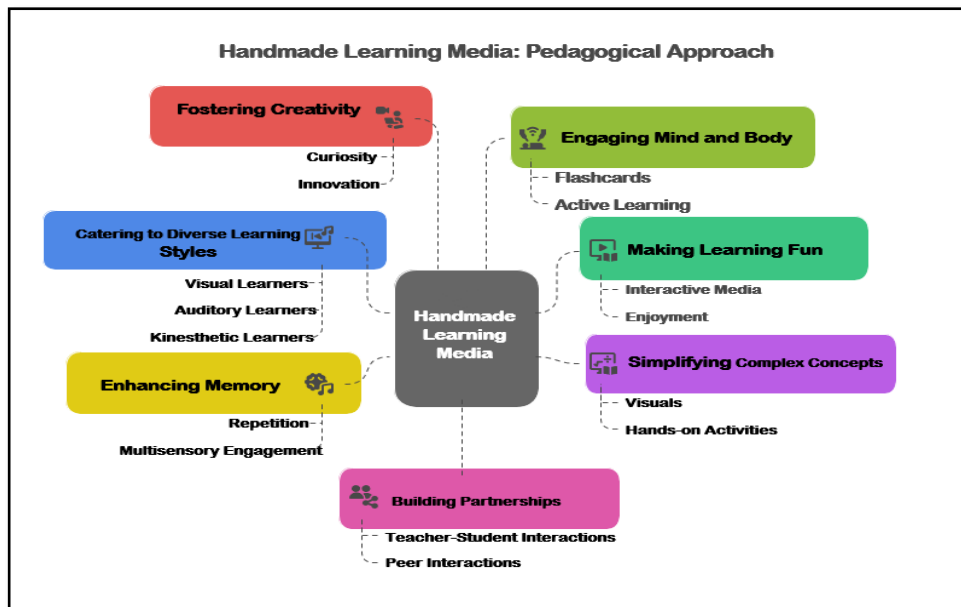 Handmade Learning Media: Pedagogical Approach
Fostering Creativity
Curiosity
Innovation
Engaging Mind and Body
Flashcards
Active Learning
Catering to Diverse Learning
Styles
Visual Learners
Auditory Learners
Kinesthetic Learners
Making Learning Fun
Interactive Media
Enjoyment
Handmade
Learning
Media
Enhancing Memory
Repetition
Multisensory Engagement
Simplifying Complex Concepts
Visuals
Hands-on Activities
Building Partnerships
Teacher-Student Interactions
Peer Interactions